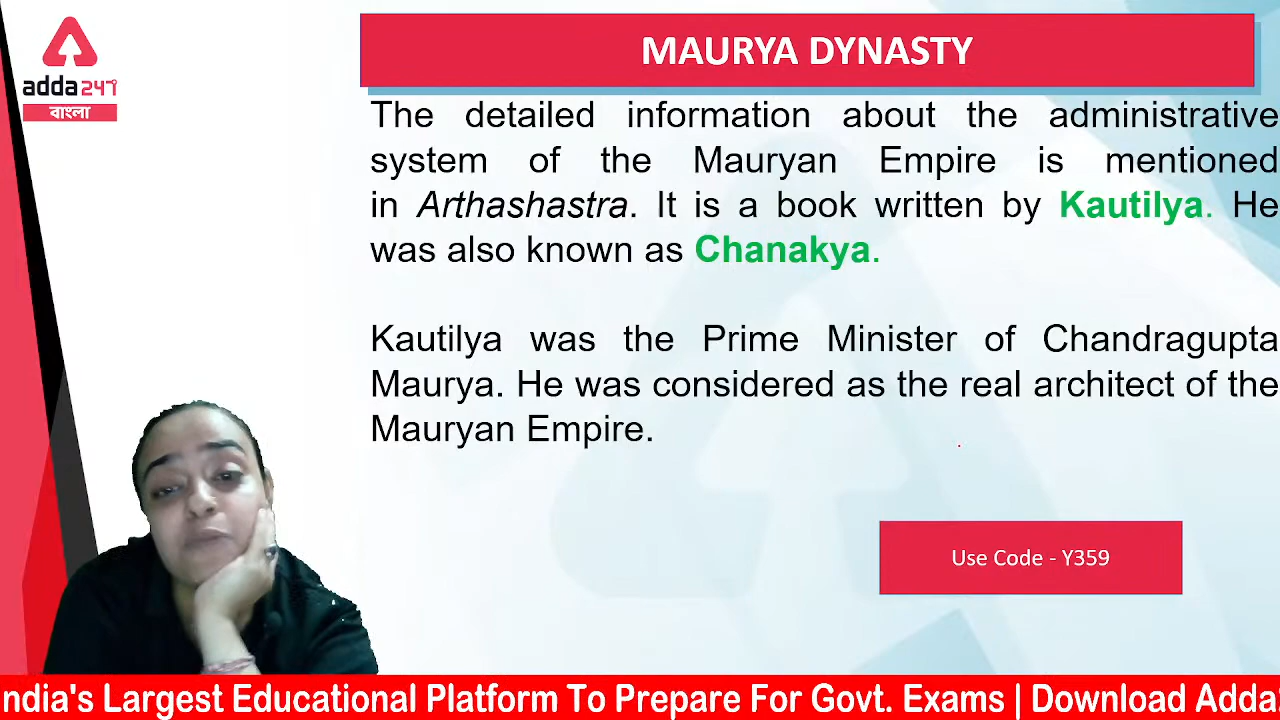 adda247
বাংলা
MAURYA DYNASTY
The detailed information about the administrative
system of the Mauryan Empire is mentioned
in Arthashastra. It is a book written by Kautilya. He
was also known as Chanakya.
Kautilya was the Prime Minister of Chandragupta
Maurya. He was considered as the real architect of the
Mauryan Empire.
Use Code - Y359
ndia's Largest Educational Platform To Prepare For Govt. Exams | Download Adda